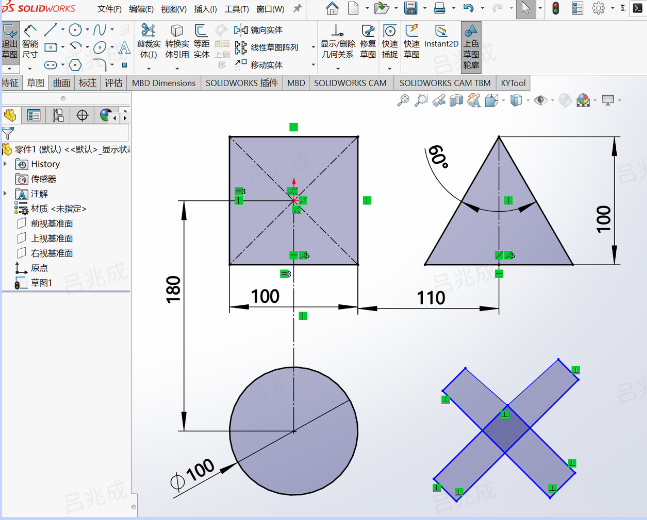 SOLIDWORKS 文件(F) 编辑(E) 视图(V) 插入(I) 工具(T) 窗口(W)
退出草图 智能尺寸 剪裁实体 转换实体引用 等距实体 曲面上偏移 镜向实体 线性草图阵列 移动实体 显示/删除几何关系 修复草图 快速捕捉 快速草图 Instant2D 上色草图轮廓
特征 草图 曲面 标注 评估 MBD Dimensions SOLIDWORKS 插件 MBD SOLIDWORKS CAM SOLIDWORKS CAM TBM KYTool
零件1 (默认) <<默认>_显示状
History
传感器
注解
材质 <未指定>
前视基准面
上视基准面
右视基准面
原点
草图1
60°
100
180
100
110
∅100
吕兆成
吕兆成
吕兆成
吕兆成
吕兆成
吕兆成